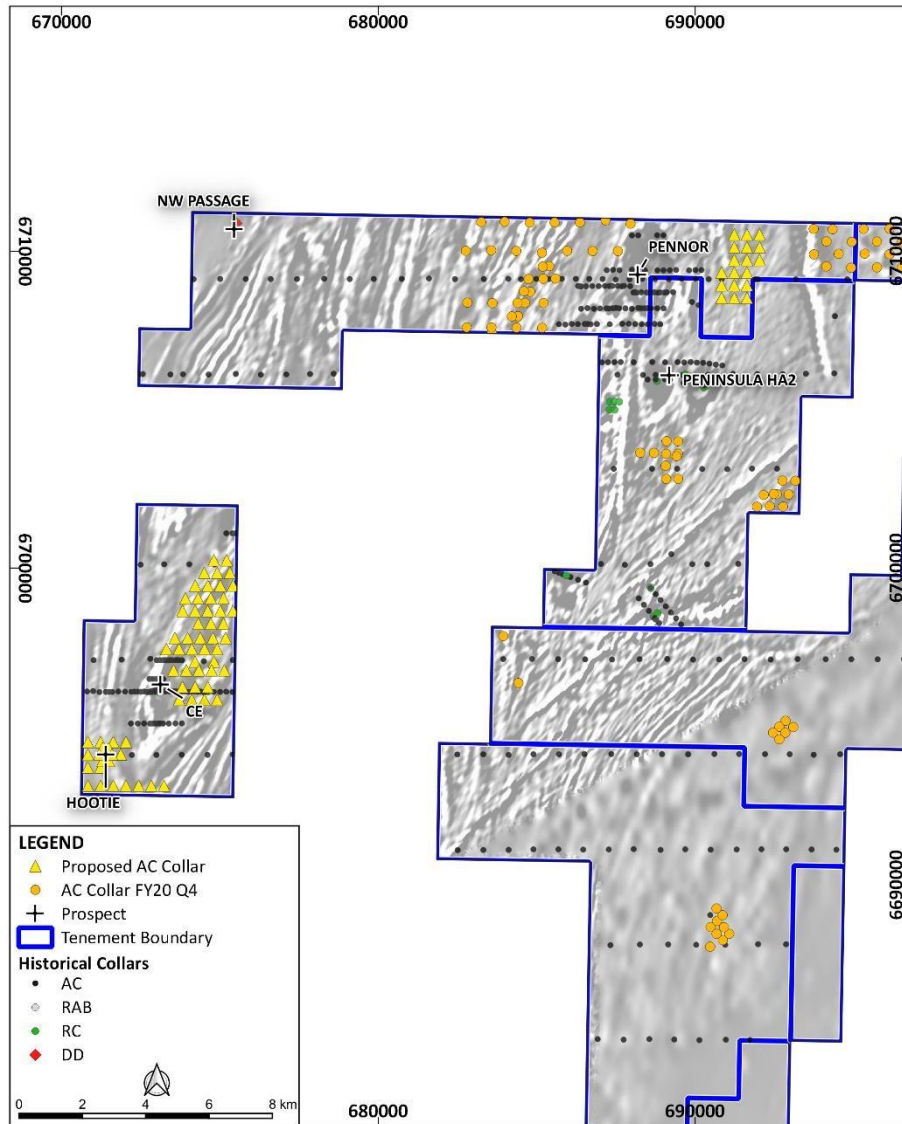 670000
680000
690000
NW PASSAGE
6710000
6710000
PENNOR
PENINSULA HA2
6700000
6700000
CE
HOOTIE
6690000
LEGEND
Proposed AC Collar
AC Collar FY20 Q4
Prospect
Tenement Boundary
Historical Collars
AC
RAB
RC
DD
0 2 4 6 8 km
680000
690000